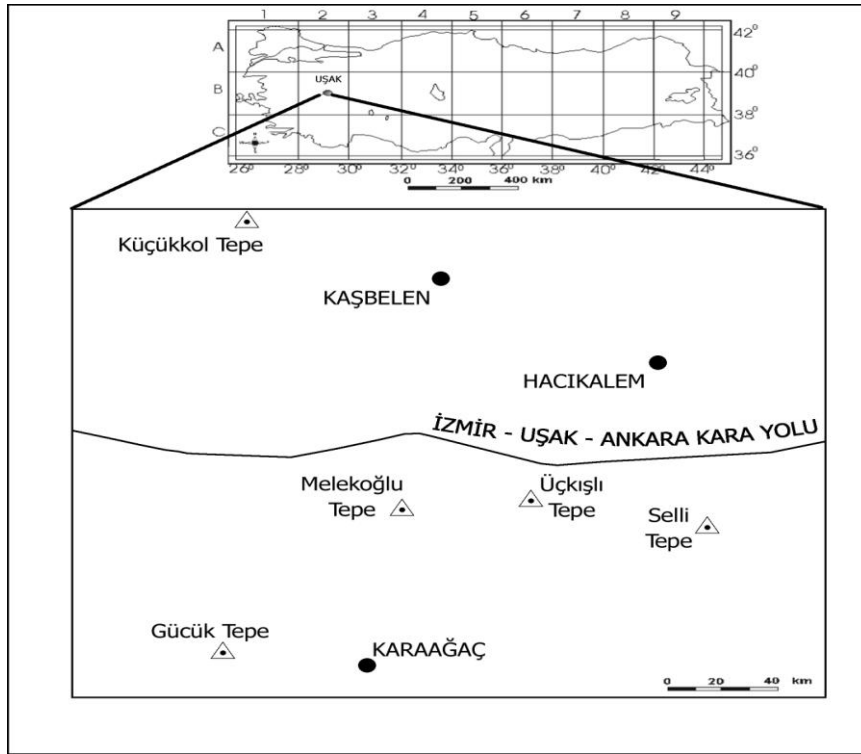 1 2 3 4 5 6 7 8 9
A
B
C
42°
40°
38°
36°
UŞAK
26° 28° 30° 32° 34° 36° 38° 40° 42° 44°
0 200 400 km
Küçükkol Tepe
KAŞBELEN
HACIKALEM
İZMİR - UŞAK - ANKARA KARA YOLU
Melekoğlu
Tepe
Üçkışlı
Tepe
Selli
Tepe
Gücük Tepe
KARAAĞAÇ
0 20 40 km